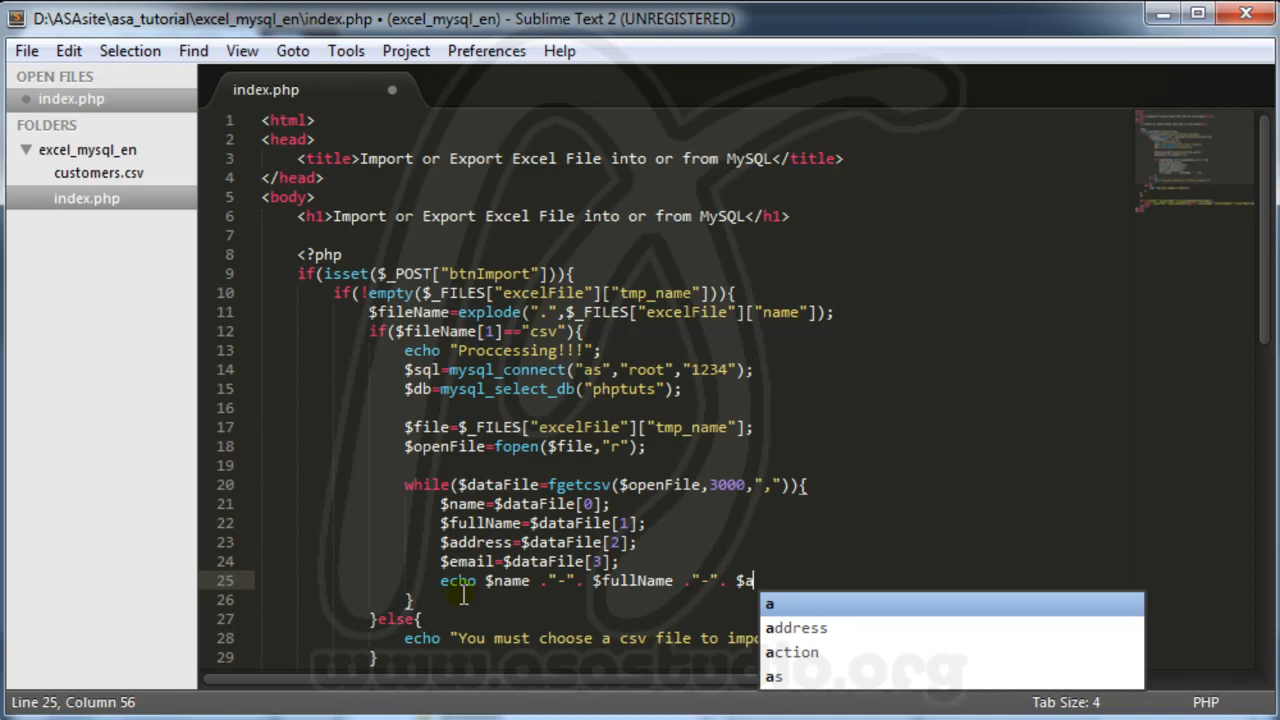 D:\ASAsite\asa_tutorial\excel_mysql_en\index.php • (excel_mysql_en) - Sublime Text 2 (UNREGISTERED)
File Edit Selection Find View Goto Tools Project Preferences Help
OPEN FILES
index.php
FOLDERS
excel_mysql_en
customers.csv
index.php
index.php
1 <html>
2 <head>
3 <title>Import or Export Excel File into or from MySQL</title>
4 </head>
5 <body>
6 <h1>Import or Export Excel File into or from MySQL</h1>
7
8 <?php
9 if(isset($_POST["btnImport"])){
10 if(!empty($_FILES["excelFile"]["tmp_name"])){
11 $fileName=explode(".",$_FILES["excelFile"]["name"]);
12 if($fileName[1]=="csv"){
13 echo "Proccessing!!!";
14 $sql=mysql_connect("as","root","1234");
15 $db=mysql_select_db("phptuts");
16
17 $file=$_FILES["excelFile"]["tmp_name"];
18 $openFile=fopen($file,"r");
19
20 while($dataFile=fgetcsv($openFile,3000,",")){
21 $name=$dataFile[0];
22 $fullName=$dataFile[1];
23 $address=$dataFile[2];
24 $email=$dataFile[3];
25 echo $name ."-". $fullName ."-". $a
26 }
27 }else{
28 echo "You must choose a csv file to impo
29 }
a
address
action
as
www.asastudio.org
Line 25, Column 56 Tab Size: 4 PHP